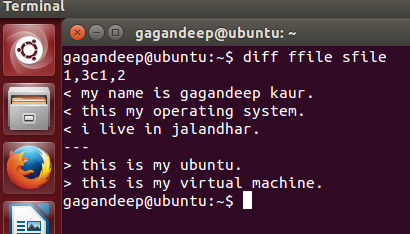 Terminal
gagandeep@ubuntu: ~
gagandeep@ubuntu:~$ diff ffile sfile
1,3c1,2
< my name is gagandeep kaur.
< this my operating system.
< i live in jalandhar.
---
> this is my ubuntu.
> this is my virtual machine.
gagandeep@ubuntu:~$